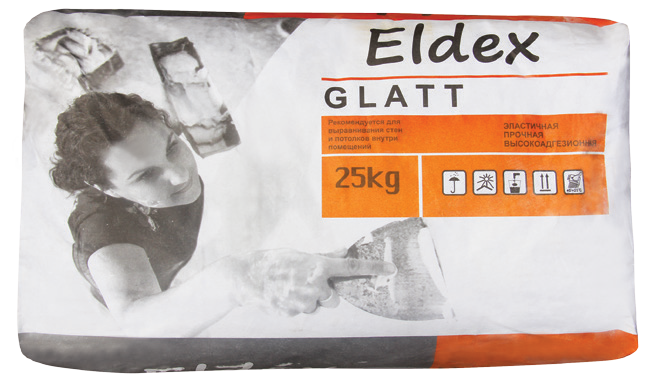 Eldex
GLATT
Рекомендуется для
выравнивания стен
и потолков внутри
помещений
ЭЛАСТИЧНАЯ
ПРОЧНАЯ
ВЫСОКОАДГЕЗИОННАЯ
25kg